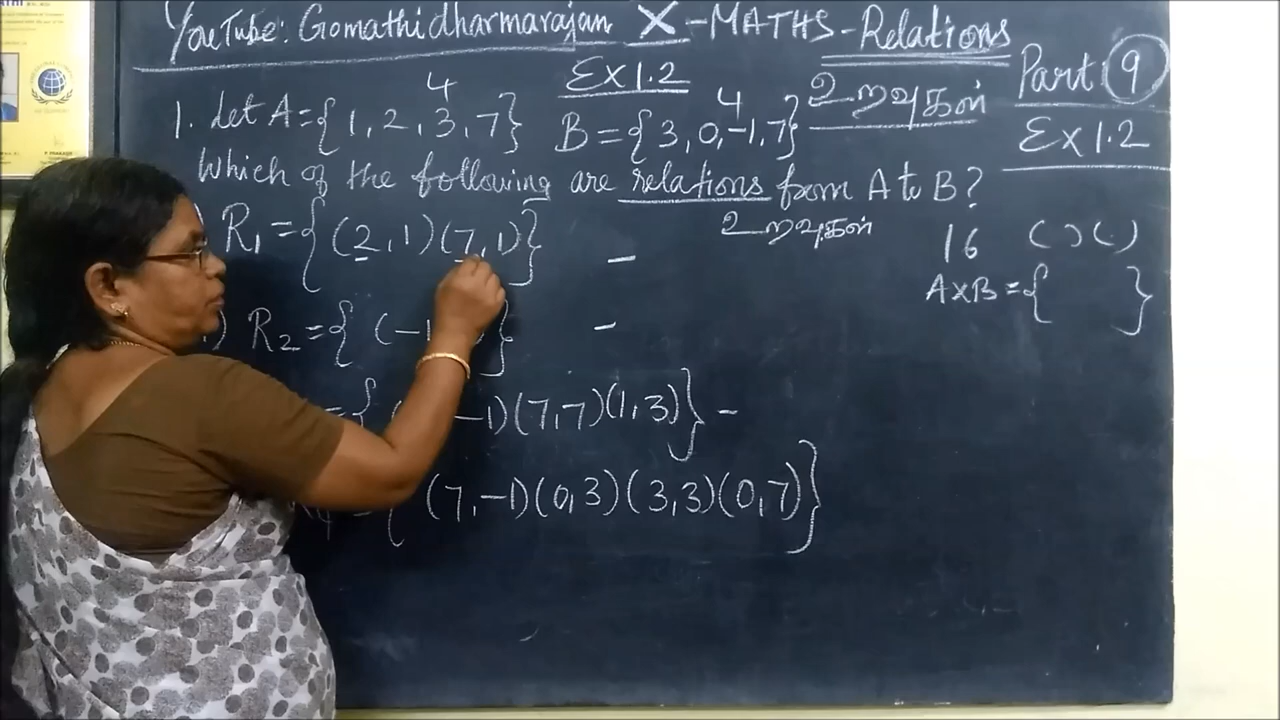 YouTube: Gomathidharmarajan X-MATHS-Relations
Ex 1.2
உறவுகள்
Part: 9
Ex 1.2
4
4
1. Let A={1,2,3,7} B={3,0,-1,7}
Which of the following are relations from A to B?
உறவுகள்
R1={(2,1)(7,1)} –
16 ( )( )
A×B={ }
R2={(-1 } –
={ -1)(7,7)(1,3)} –
{(7,-1)(0,3)(3,3)(0,7)}